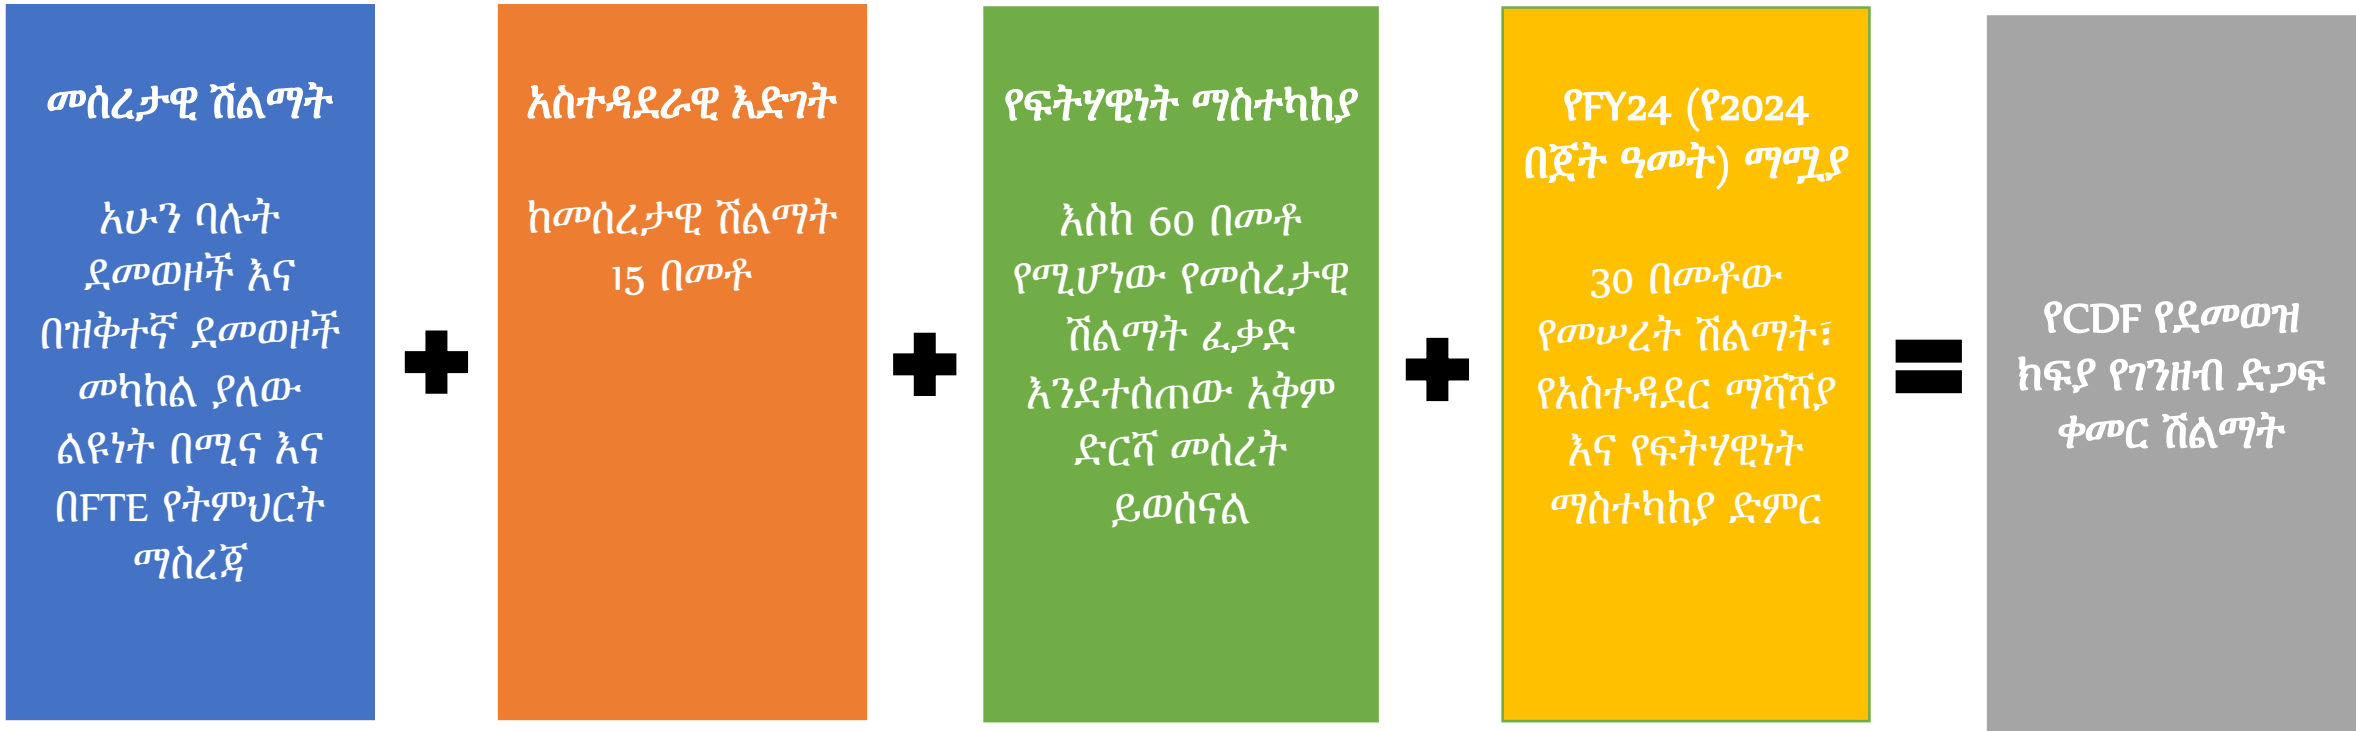 መሰረታዊ ሽልማት
አሁን ባሉት
ደመወዞች እና
በዝቅተኛ ደመወዞች
መካከል ያለው
ልዩነት በሚና እና
በFTE የትምህርት
ማስረጃ
አስተዳደራዊ እድገት
ከመሰረታዊ ሽልማት
15 በመቶ
የፍትሃዊነት ማስተካከያ
እስከ 60 በመቶ
የሚሆነው የመሰረታዊ
ሽልማት ፈቃድ
እንደተሰጠው አቅም
ድርሻ መሰረት
ይወሰናል
የFY24 (የ2024
በጀት ዓመት) ማሟያ
30 በመቶው
የመሠረት ሽልማት፣
የአስተዳደር ማሻሻያ
እና የፍትሃዊነት
ማስተካከያ ድምር
የCDF የደመወዝ
ክፍያ የገንዘብ ድጋፍ
ቀመር ሽልማት